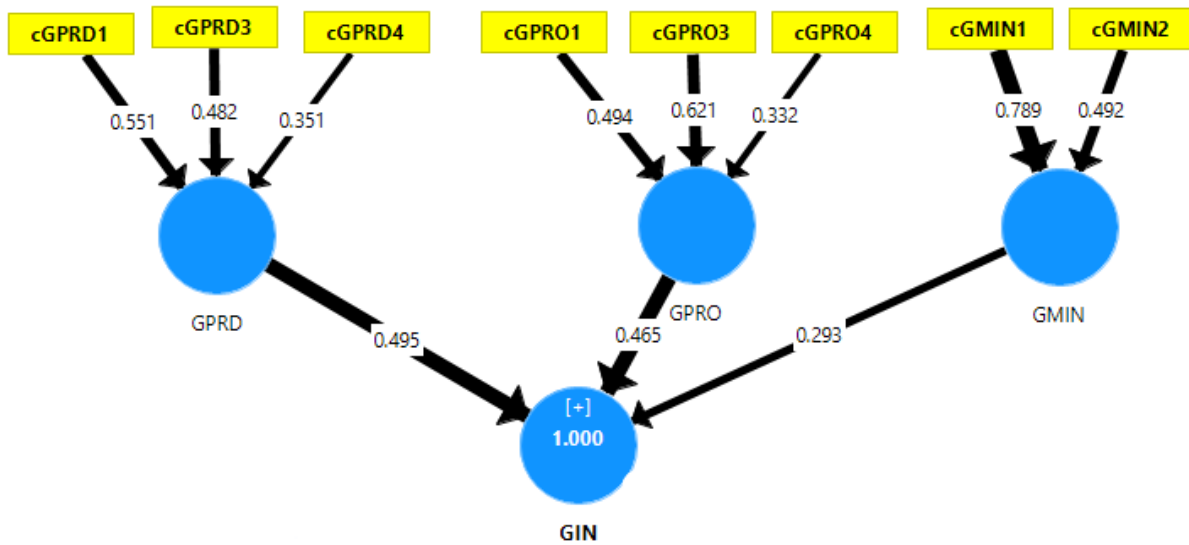 cGPRD1
cGPRD3
cGPRD4
cGPRO1
cGPRO3
cGPRO4
cGMIN1
cGMIN2
0.551
0.482
0.351
0.494
0.621
0.332
0.789
0.492
GPRD
GPRO
GMIN
0.495
0.465
0.293
[+]
1.000
GIN